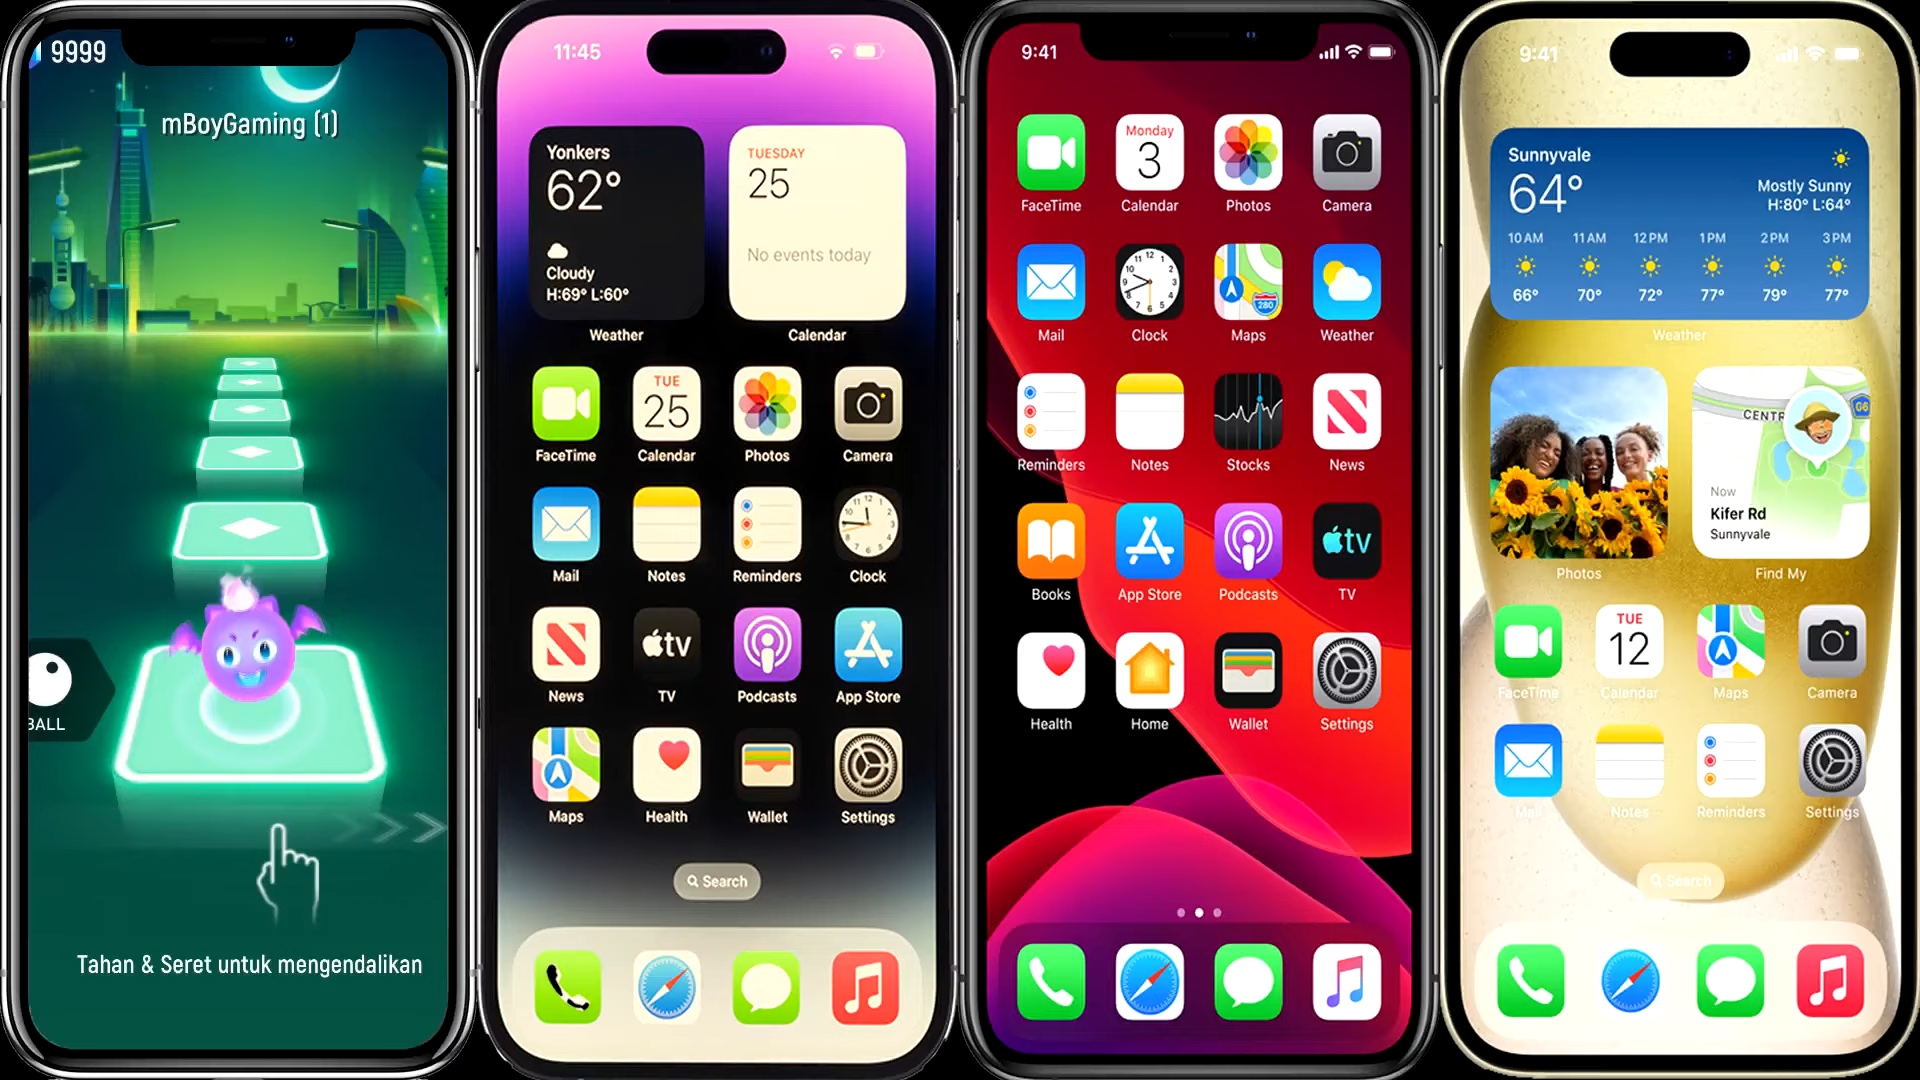 9999
mBoyGaming (1)
BALL
Tahan & Seret untuk mengendalikan
11:45
Yonkers
62°
Cloudy
H:69° L:60°
Weather
TUESDAY
25
No events today
Calendar
FaceTime
TUE
25
Calendar
Photos
Camera
Mail
Notes
Reminders
Clock
News
tv
TV
Podcasts
App Store
Maps
Health
Wallet
Settings
Search
9:41
FaceTime
Monday
3
Calendar
Photos
Camera
Mail
Clock
280
Maps
Weather
Reminders
Notes
Stocks
News
Books
App Store
Podcasts
tv
TV
Health
Home
Wallet
Settings
9:41
Sunnyvale
64°
Mostly Sunny
H:80° L:64°
10 AM 11 AM 12 PM 1 PM 2 PM 3 PM
66° 70° 72° 77° 79° 77°
Weather
Photos
CENTR
G6
Now
Kifer Rd
Sunnyvale
Find My
FaceTime
TUE
12
Calendar
Maps
Camera
Mail
Notes
Reminders
Settings
Search